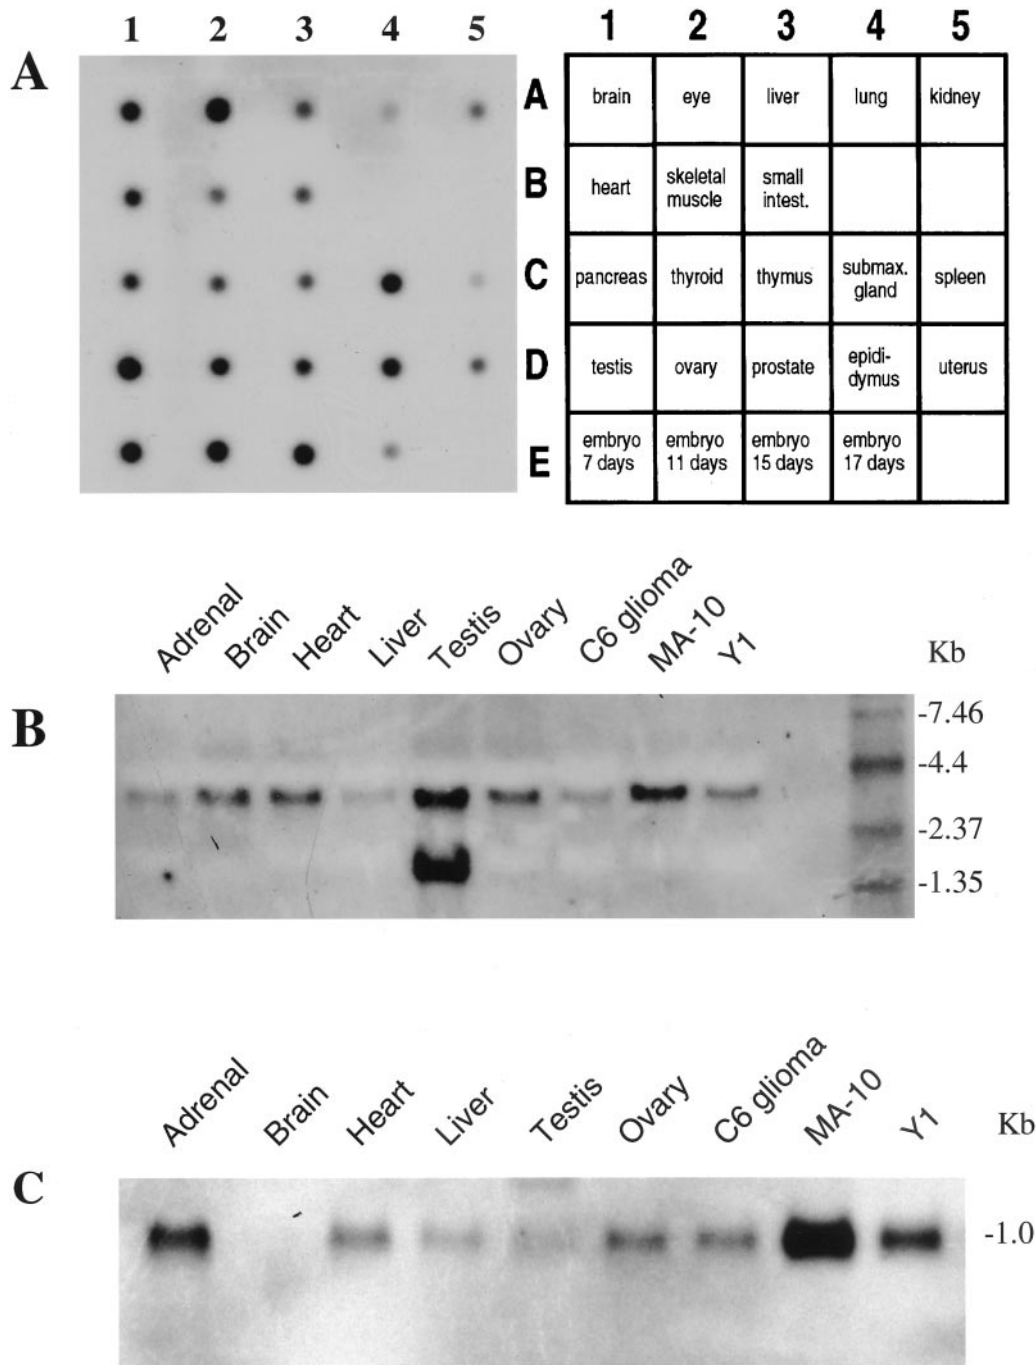 A
1 2 3 4 5
1 2 3 4 5
A brain eye liver lung kidney
B heart skeletal muscle small intest.
C pancreas thyroid thymus submax. gland spleen
D testis ovary prostate epidi-dymus uterus
E embryo 7 days embryo 11 days embryo 15 days embryo 17 days
B
Adrenal Brain Heart Liver Testis Ovary C6 glioma MA-10 Y1 Kb
-7.46
-4.4
-2.37
-1.35
C
Adrenal Brain Heart Liver Testis Ovary C6 glioma MA-10 Y1 Kb
-1.0